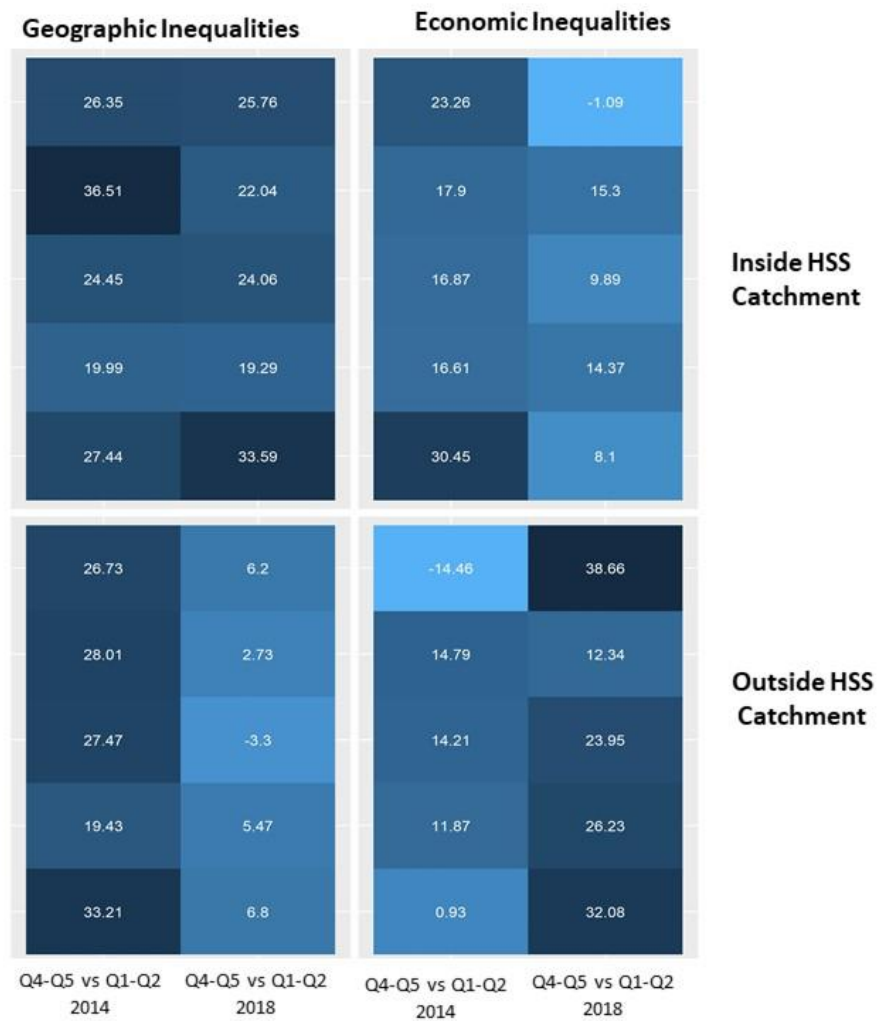 Geographic Inequalities Economic Inequalities
26.35 25.76 23.26 -1.09
36.51 22.04 17.9 15.3
24.45 24.06 16.87 9.89
19.99 19.29 16.61 14.37
27.44 33.59 30.45 8.1
Inside HSS
Catchment
26.73 6.2 -14.46 38.66
28.01 2.73 14.79 12.34
27.47 -3.3 14.21 23.95
19.43 5.47 11.87 26.23
33.21 6.8 0.93 32.08
Outside HSS
Catchment
Q4-Q5 vs Q1-Q2 Q4-Q5 vs Q1-Q2 Q4-Q5 vs Q1-Q2 Q4-Q5 vs Q1-Q2
2014 2018 2014 2018